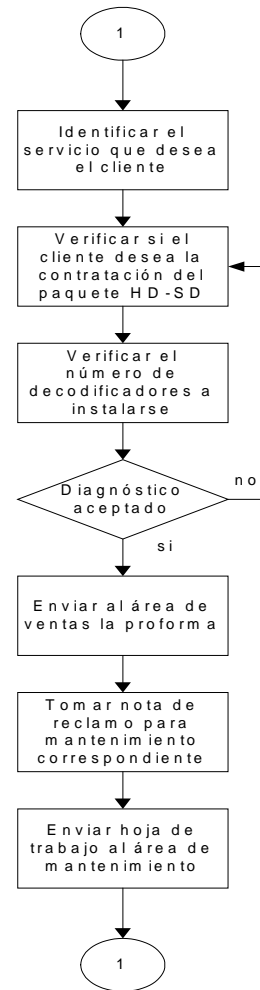 1
Identificar el
servicio que desea
el cliente
Verificar si el
cliente desea la
contratación del
paquete HD-SD
Verificar el
número de
decodificadores a
instalarse
Diagnóstico
aceptado
no
si
Enviar al área de
ventas la proforma
Tomar nota de
reclamo para
mantenimiento
correspondiente
Enviar hoja de
trabajo al área de
mantenimiento
1